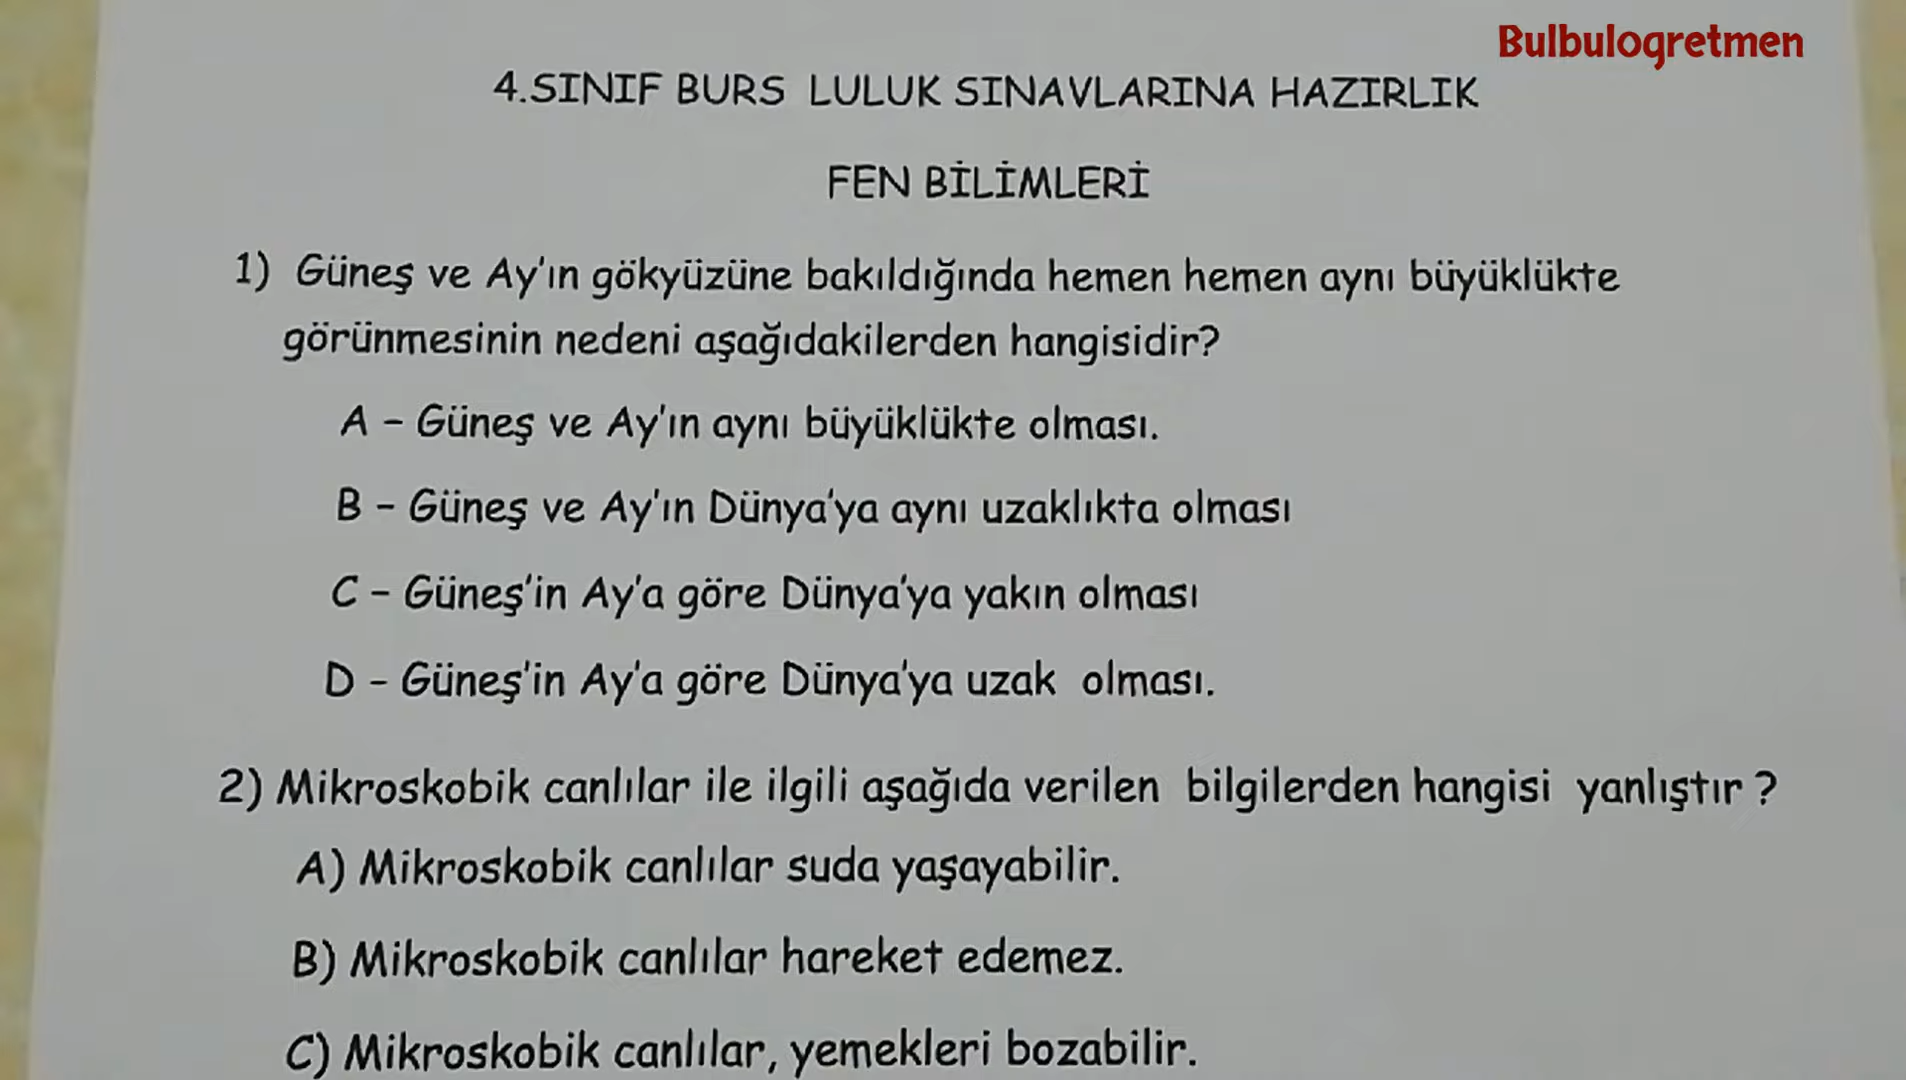 Bulbulogretmen
4.SINIF BURS LULUK SINAVLARINA HAZIRLIK
FEN BİLİMLERİ
1) Güneş ve Ay'ın gökyüzüne bakıldığında hemen hemen aynı büyüklükte
görünmesinin nedeni aşağıdakilerden hangisidir?
A – Güneş ve Ay'ın aynı büyüklükte olması.
B – Güneş ve Ay'ın Dünya'ya aynı uzaklıkta olması
C – Güneş'in Ay'a göre Dünya'ya yakın olması
D – Güneş'in Ay'a göre Dünya'ya uzak olması.
2) Mikroskobik canlılar ile ilgili aşağıda verilen bilgilerden hangisi yanlıştır ?
A) Mikroskobik canlılar suda yaşayabilir.
B) Mikroskobik canlılar hareket edemez.
C) Mikroskobik canlılar, yemekleri bozabilir.